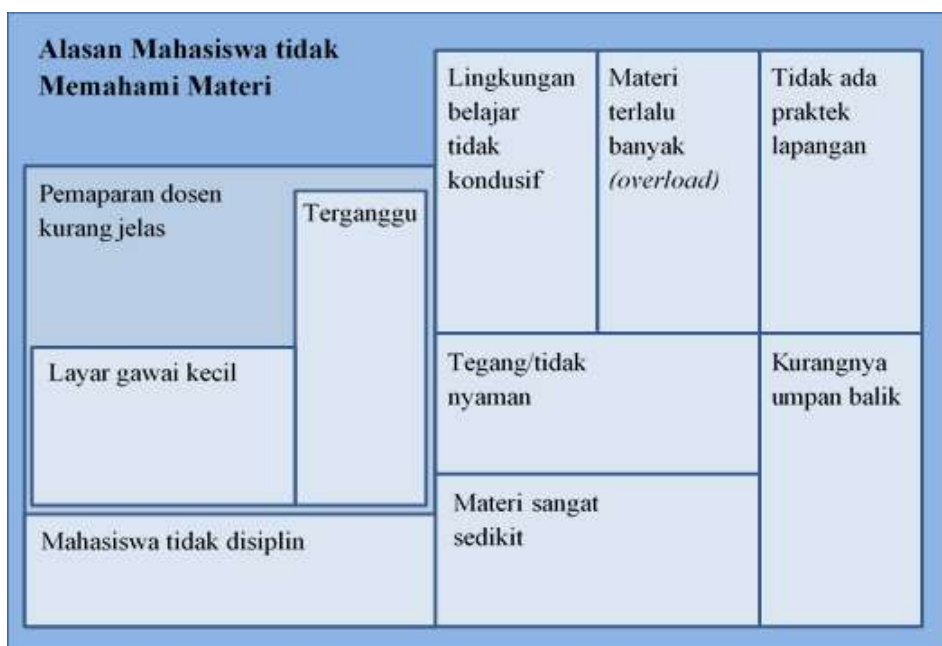 Alasan Mahasiswa tidak
Memahami Materi
Pemaparan dosen
kurang jelas
Terganggu
Layar gawai kecil
Mahasiswa tidak disiplin
Lingkungan
belajar
tidak
kondusif
Materi
terlalu
banyak
(overload)
Tidak ada
praktek
lapangan
Tegang/tidak
nyaman
Kurangnya
umpan balik
Materi sangat
sedikit